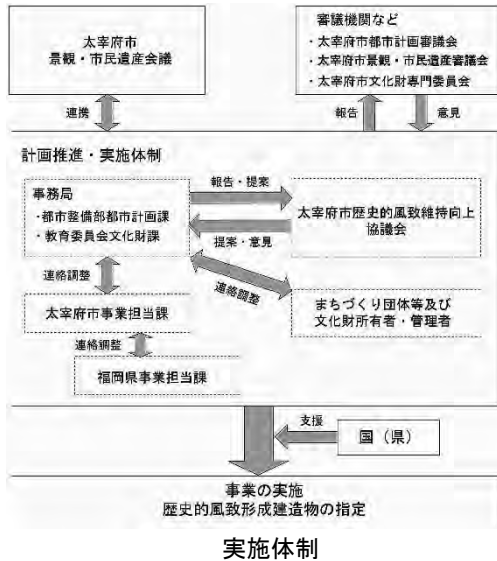 太宰府市
景観・市民遺産会議
審議機関など
・太宰府市都市計画審議会
・太宰府市景観・市民遺産審議会
・太宰府市文化財専門委員会
連携
報告
意見
計画推進・実施体制
事務局
・都市整備部都市計画課
・教育委員会文化財課
報告・提案
提案・意見
太宰府市歴史的風致維持向上
協議会
連絡調整
連絡調整
太宰府市事業担当課
まちづくり団体等及び
文化財所有者・管理者
連絡調整
福岡県事業担当課
支援
国（県）
事業の実施
歴史的風致形成建造物の指定
実施体制